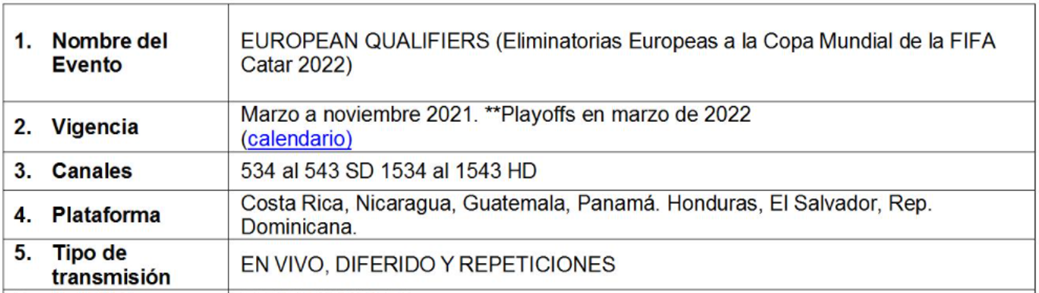 1. Nombre del
Evento
EUROPEAN QUALIFIERS (Eliminatorias Europeas a la Copa Mundial de la FIFA
Catar 2022)
2. Vigencia
Marzo a noviembre 2021. **Playoffs en marzo de 2022
(calendario)
3. Canales
534 al 543 SD 1534 al 1543 HD
4. Plataforma
Costa Rica, Nicaragua, Guatemala, Panamá. Honduras, El Salvador, Rep.
Dominicana.
5. Tipo de
transmisión
EN VIVO, DIFERIDO Y REPETICIONES